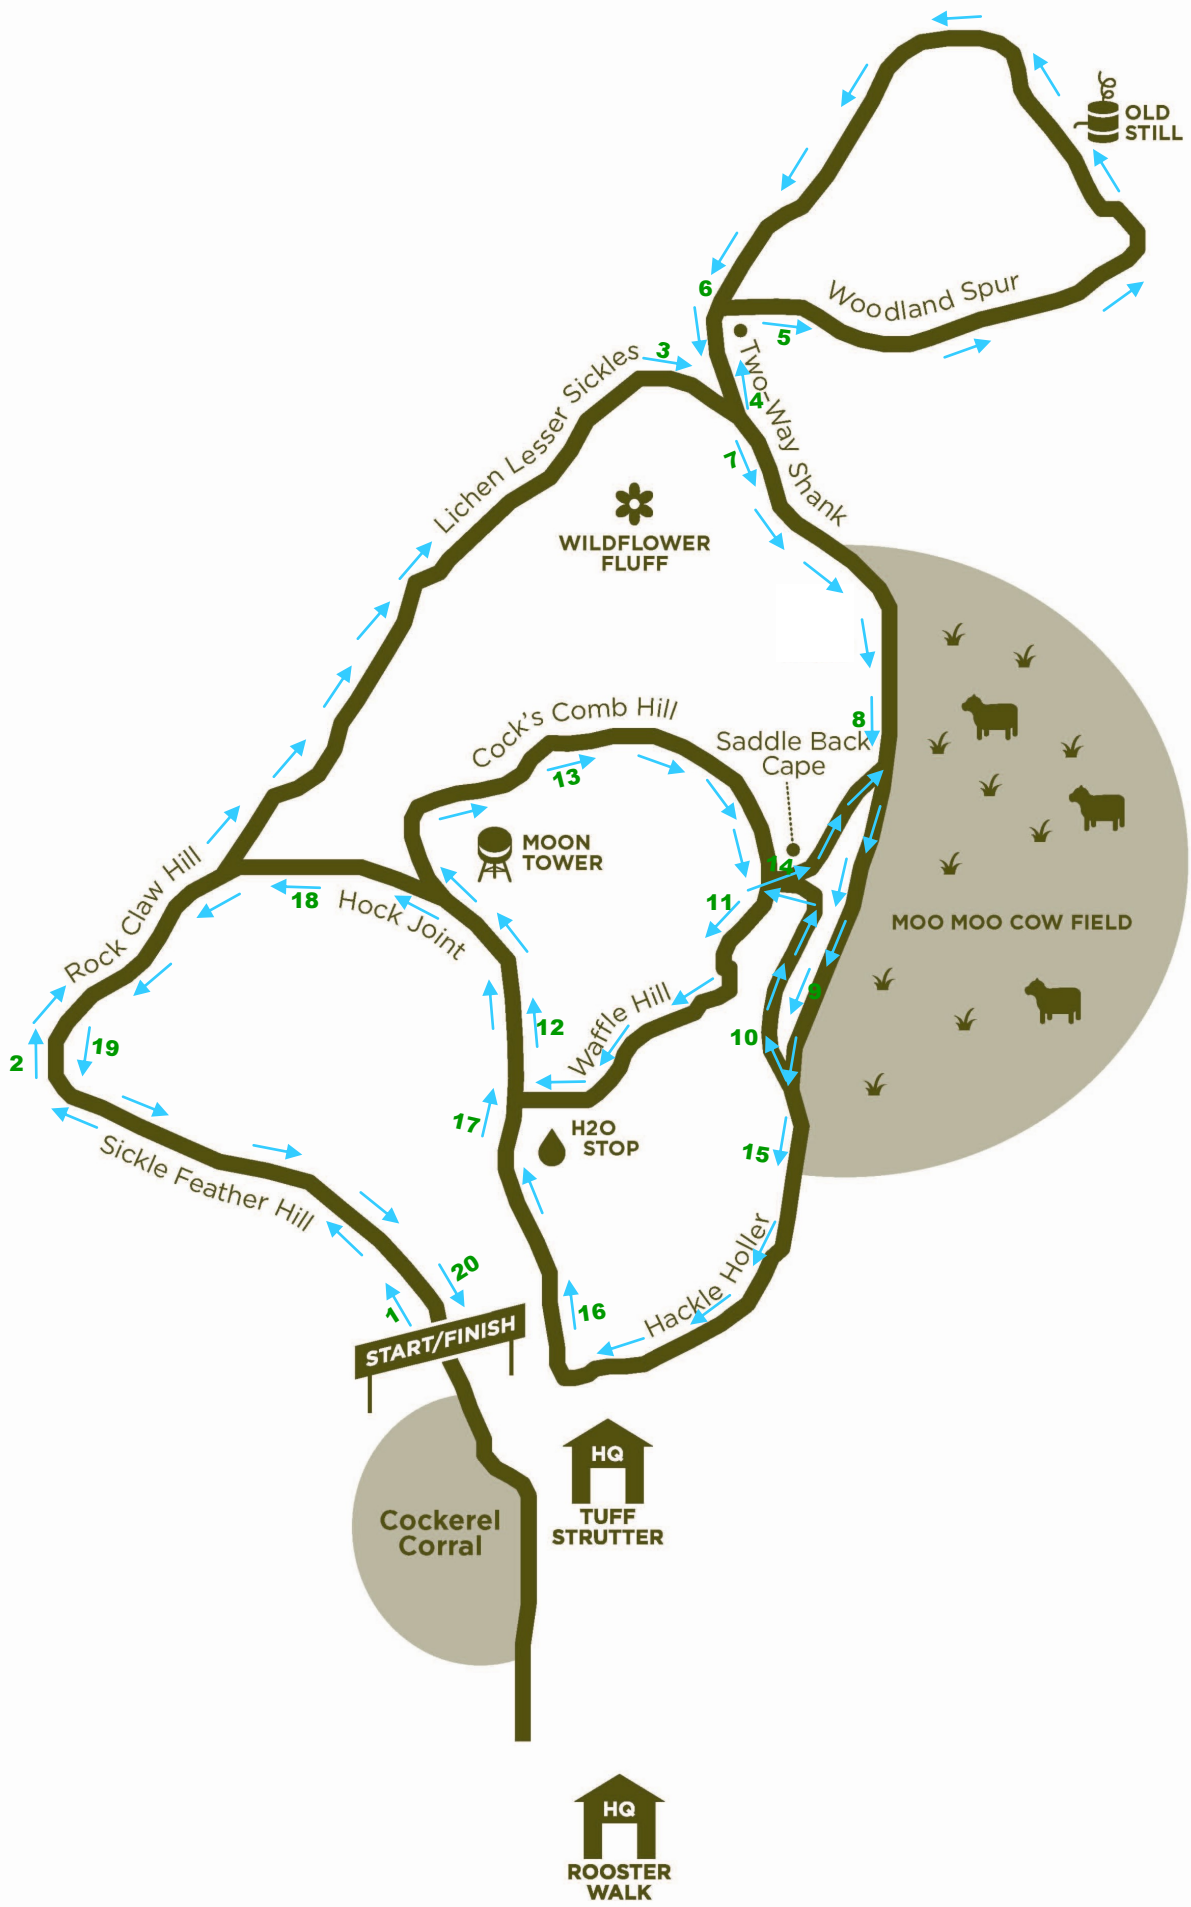 OLD
STILL
Woodland Spur
6
5
3
4
Two-Way Shank
Lichen Lesser Sickles
7
WILDFLOWER
FLUFF
8
Cock's Comb Hill
Saddle Back
Cape
13
MOON
TOWER
14
Rock Claw Hill
18
Hock Joint
11
MOO MOO COW FIELD
9
Waffle Hill
12
10
2
19
17
H2O
STOP
15
Sickle Feather Hill
20
1
START/FINISH
16
Hackle Holler
HQ
TUFF
STRUTTER
Cockerel
Corral
HQ
ROOSTER
WALK